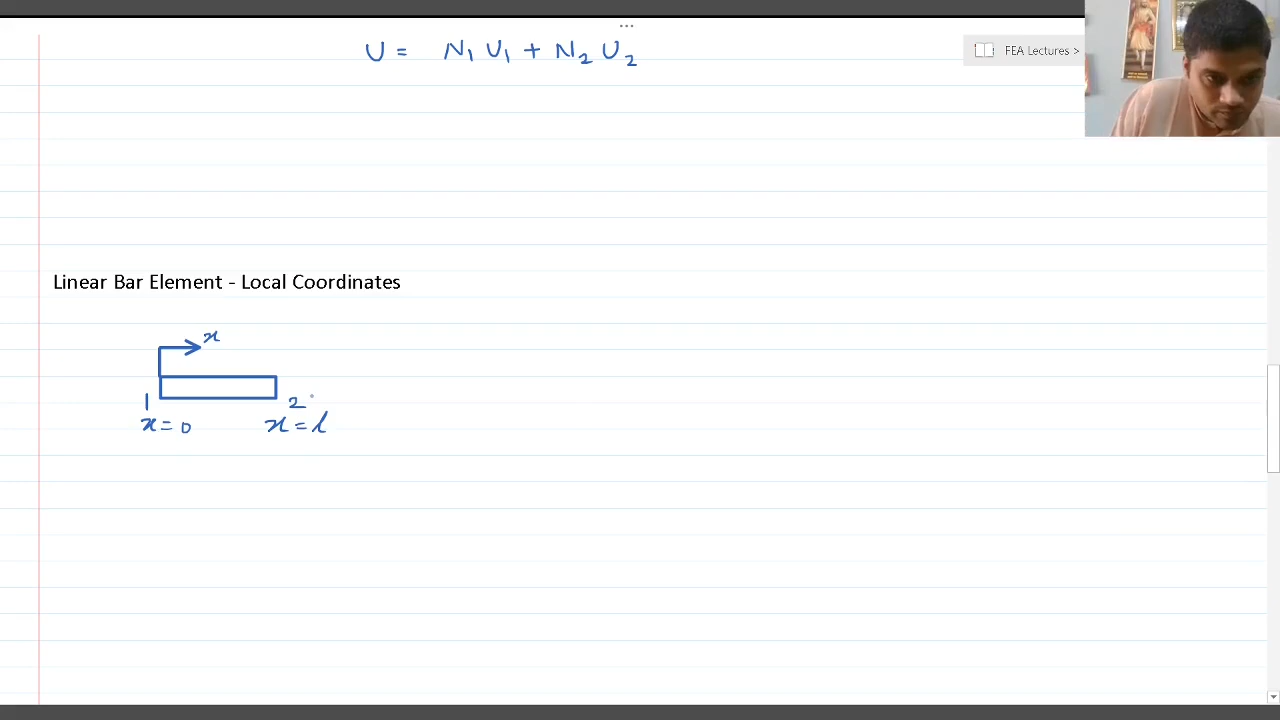 U = N₁ U₁ + N₂ U₂
FEA Lectures >
Linear Bar Element - Local Coordinates
x
1 2
x = 0 x = l